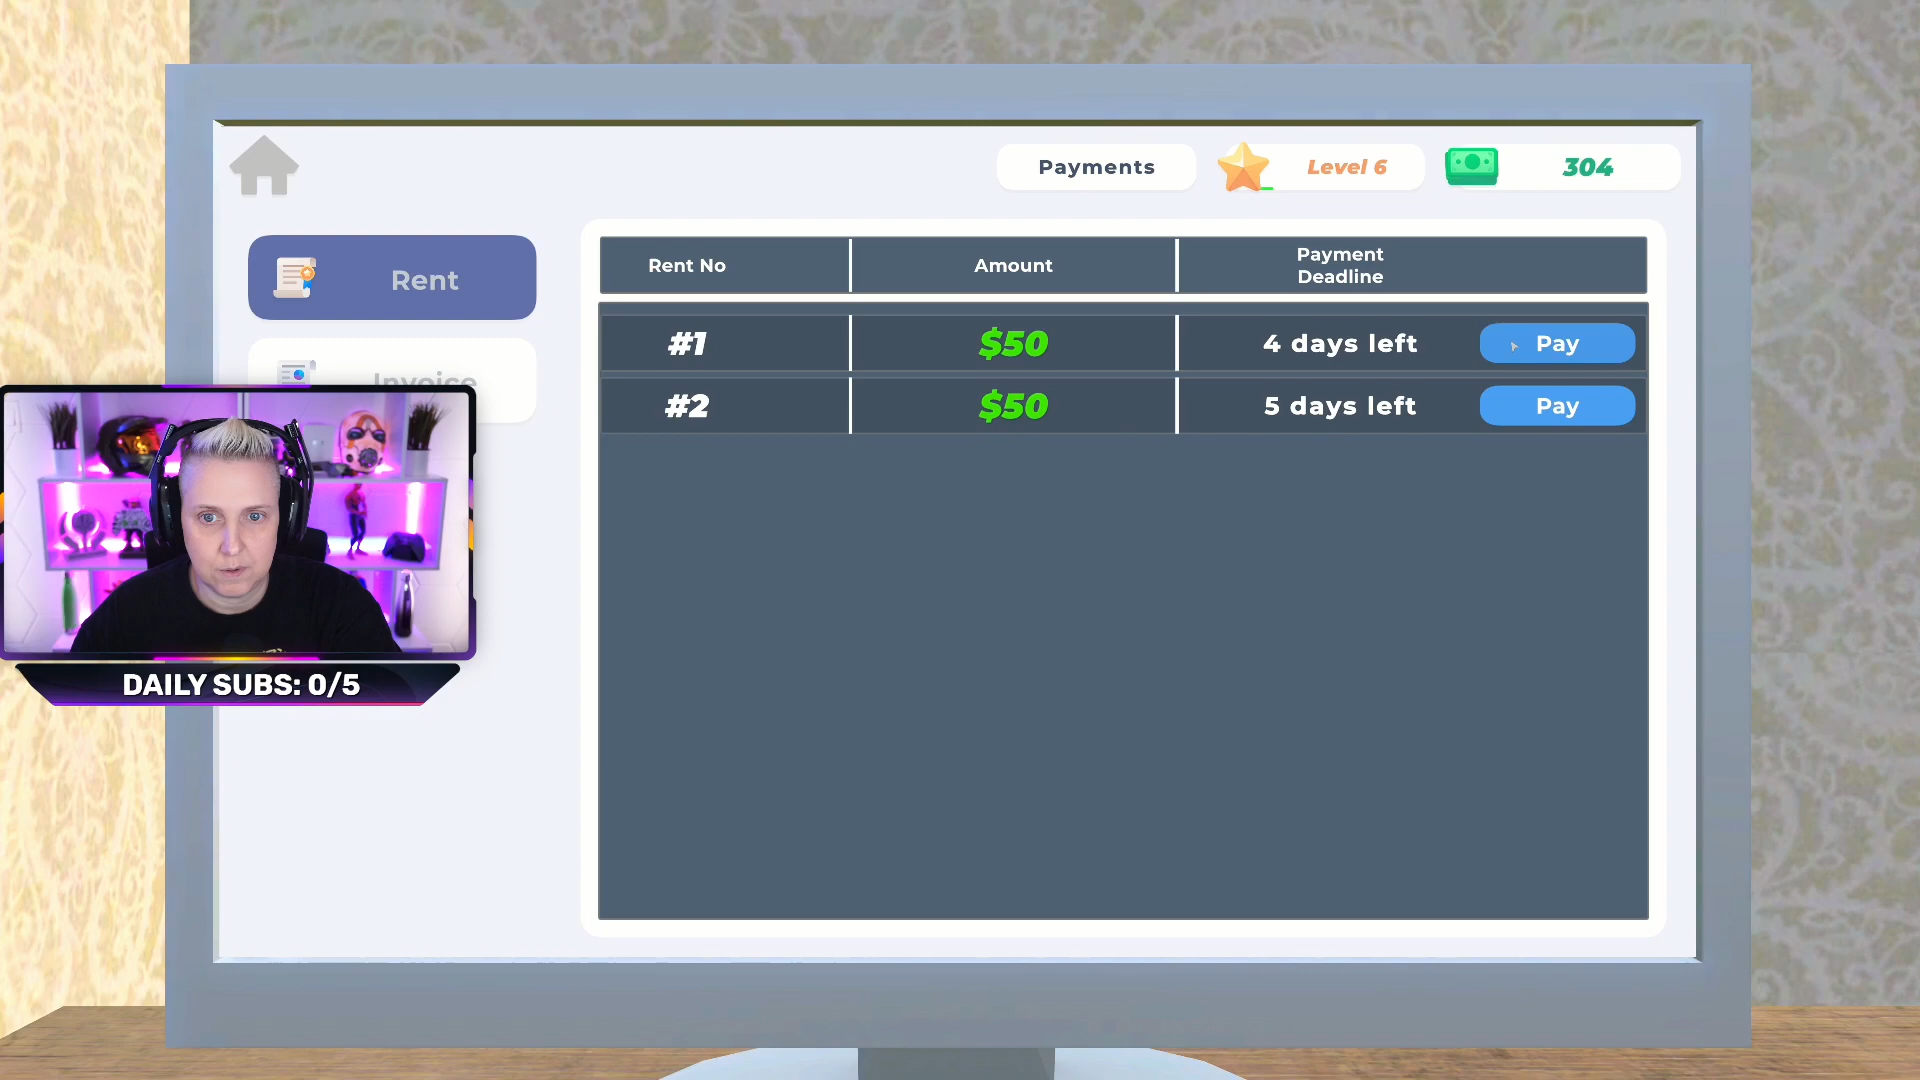 Payments
Level 6
304
Rent
Invoice
Rent No
Amount
Payment
Deadline
#1
$50
4 days left
Pay
#2
$50
5 days left
Pay
DAILY SUBS: 0/5